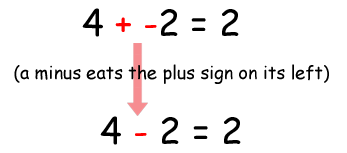 4 + -2 = 2
(a minus eats the plus sign on its left)
4 - 2 = 2